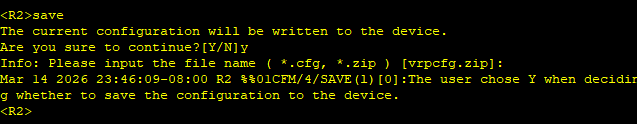 <R2>save
The current configuration will be written to the device.
Are you sure to continue?[Y/N]y
Info: Please input the file name ( *.cfg, *.zip ) [vrpcfg.zip]:
Mar 14 2026 23:46:09-08:00 R2 %%01CFM/4/SAVE(l)[0]:The user chose Y when decidin
g whether to save the configuration to the device.
<R2>